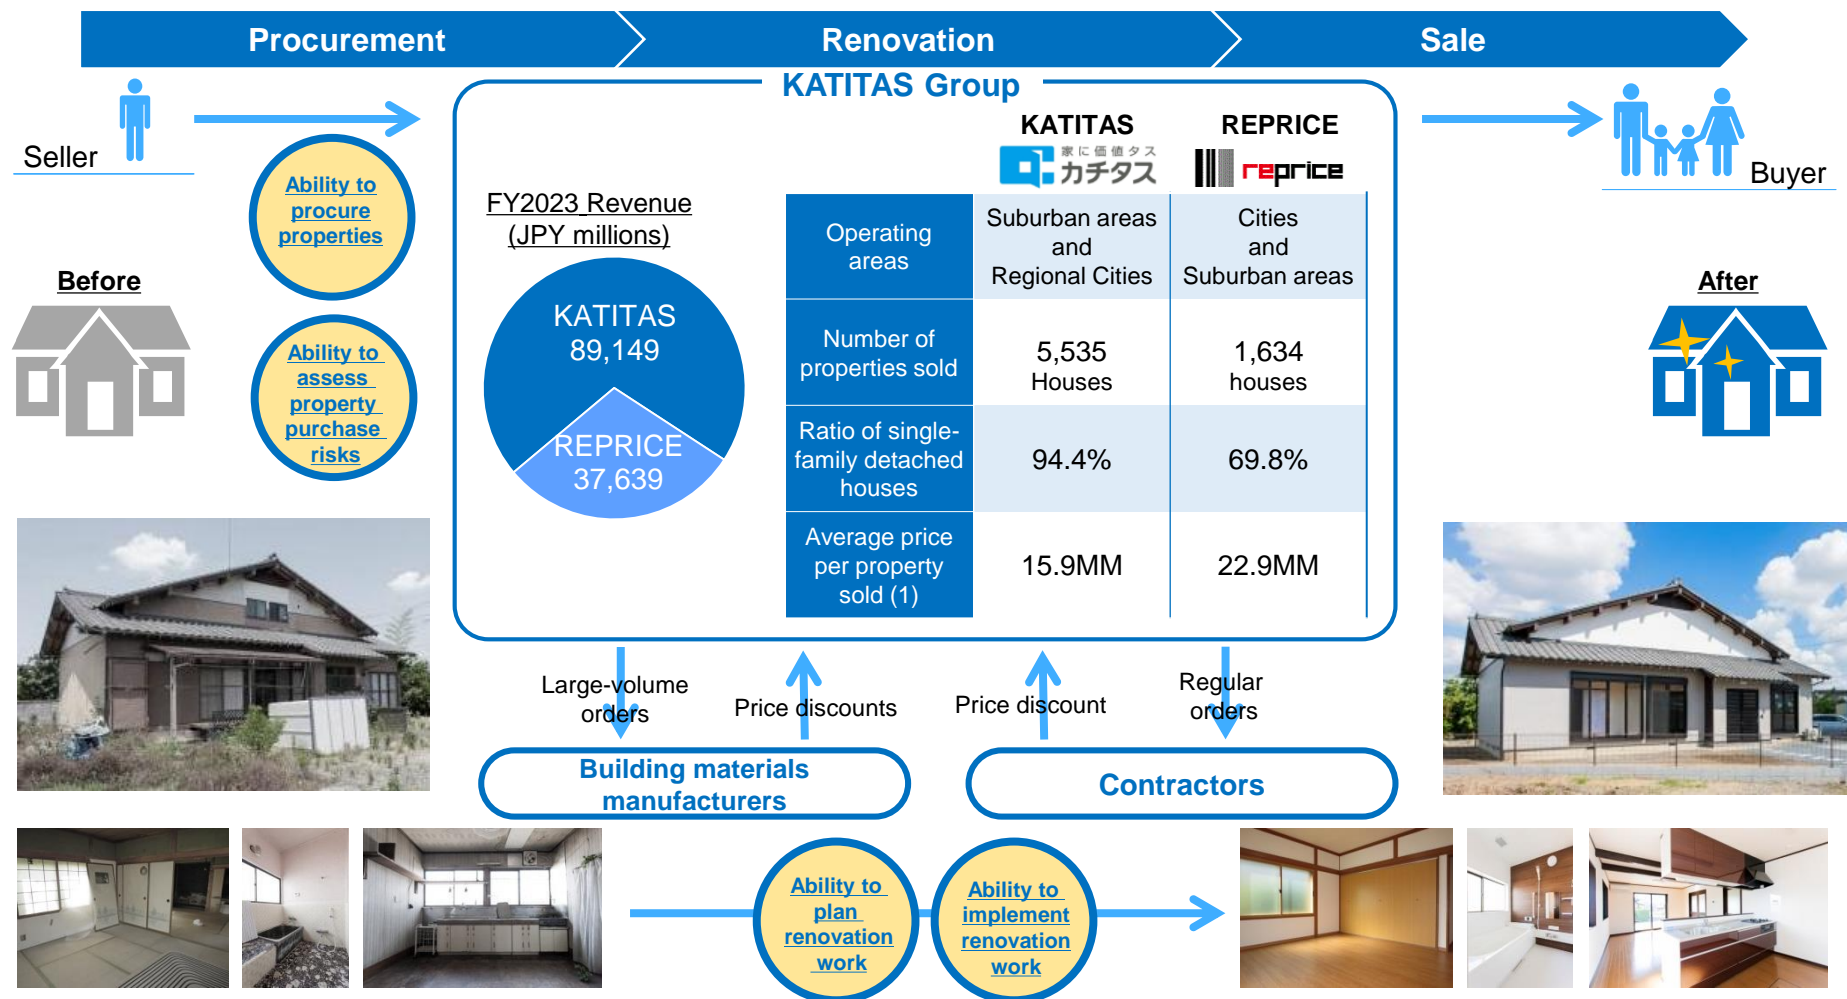 Procurement
Renovation
Sale
KATITAS Group
Seller
Buyer
Ability to
procure
properties
Ability to
assess
property
purchase
risks
Before
After
FY2023 Revenue
(JPY millions)
KATITAS
89,149
REPRICE
37,639
KATITAS
REPRICE
家に価値タス
カチタス
reprice
Operating
areas
Suburban areas
and
Regional Cities
Cities
and
Suburban areas
Number of
properties sold
5,535
Houses
1,634
houses
Ratio of single-
family detached
houses
94.4%
69.8%
Average price
per property
sold (1)
15.9MM
22.9MM
Large-volume
orders
Price discounts
Price discount
Regular
orders
Building materials
manufacturers
Contractors
Ability to
plan
renovation
work
Ability to
implement
renovation
work